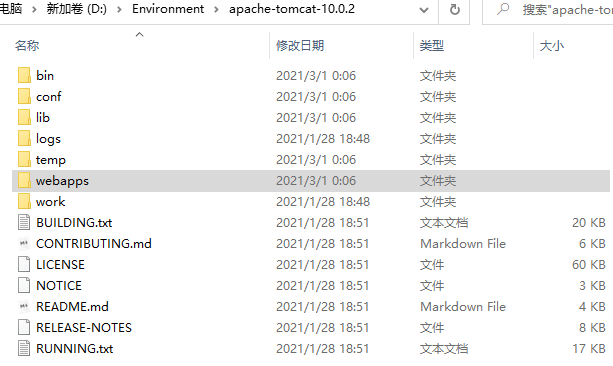 电脑 > 新加卷 (D:) > Environment > apache-tomcat-10.0.2
搜索"apache-tom
名称 修改日期 类型 大小
bin 2021/3/1 0:06 文件夹
conf 2021/3/1 0:06 文件夹
lib 2021/3/1 0:06 文件夹
logs 2021/1/28 18:48 文件夹
temp 2021/3/1 0:06 文件夹
webapps 2021/3/1 0:06 文件夹
work 2021/1/28 18:48 文件夹
BUILDING.txt 2021/1/28 18:51 文本文档 20 KB
CONTRIBUTING.md 2021/1/28 18:51 Markdown File 6 KB
LICENSE 2021/1/28 18:51 文件 60 KB
NOTICE 2021/1/28 18:51 文件 3 KB
README.md 2021/1/28 18:51 Markdown File 4 KB
RELEASE-NOTES 2021/1/28 18:51 文件 8 KB
RUNNING.txt 2021/1/28 18:51 文本文档 17 KB